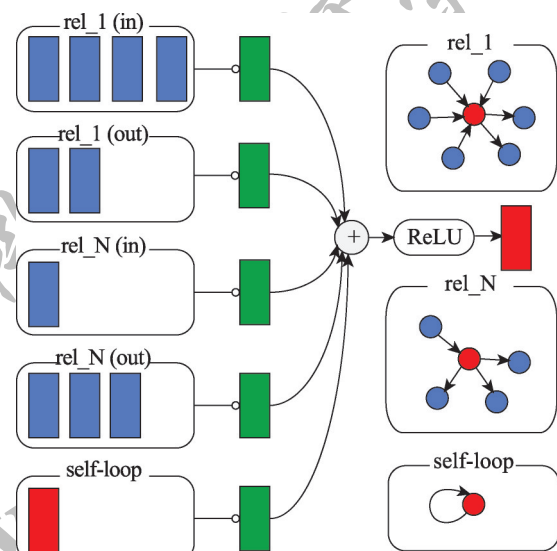 rel_1 (in)
rel_1 (out)
rel_N (in)
rel_N (out)
self-loop
+
ReLU
rel_1
rel_N
self-loop